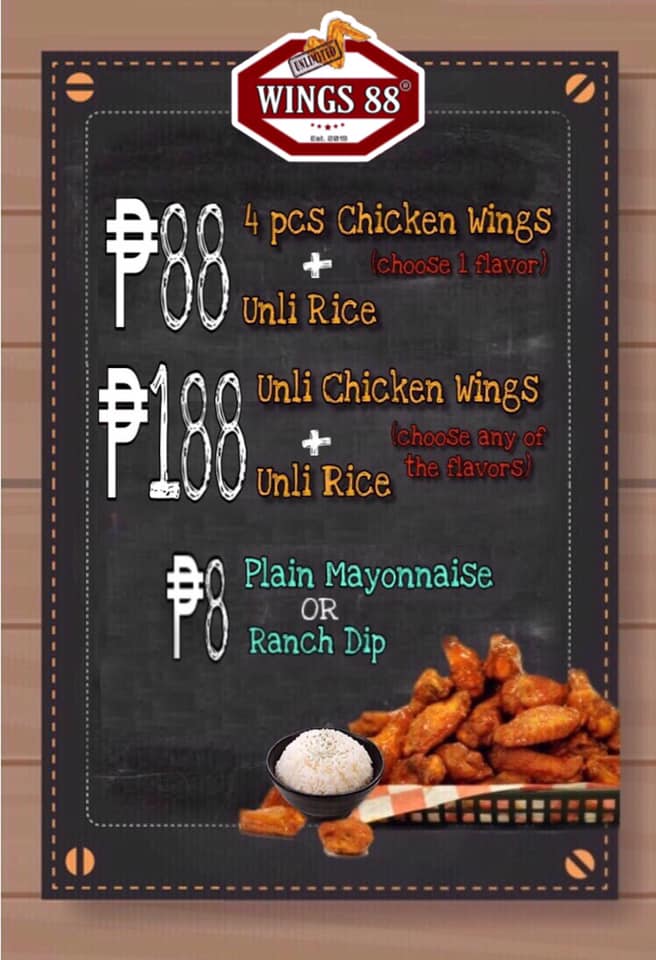 UNLIMITED
WINGS 88®
Est. 2019
₱88 4 pcs Chicken Wings
+ (choose 1 flavor)
Unli Rice
₱188 Unli Chicken Wings
+ (choose any of
the flavors)
Unli Rice
₱8 Plain Mayonnaise
OR
Ranch Dip